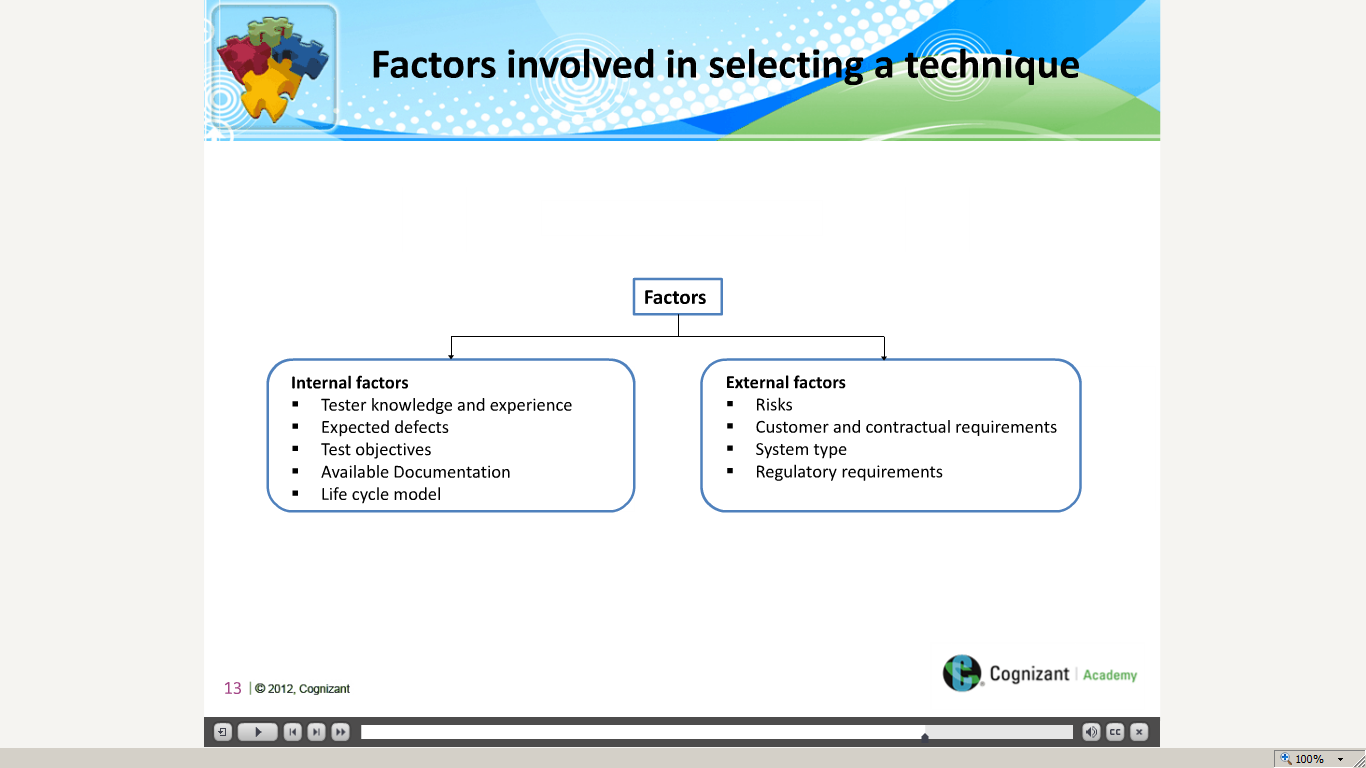 Factors involved in selecting a technique
Factors
Internal factors
▪ Tester knowledge and experience
▪ Expected defects
▪ Test objectives
▪ Available Documentation
▪ Life cycle model
External factors
▪ Risks
▪ Customer and contractual requirements
▪ System type
▪ Regulatory requirements
13 | © 2012, Cognizant
Cognizant | Academy
CC
100%